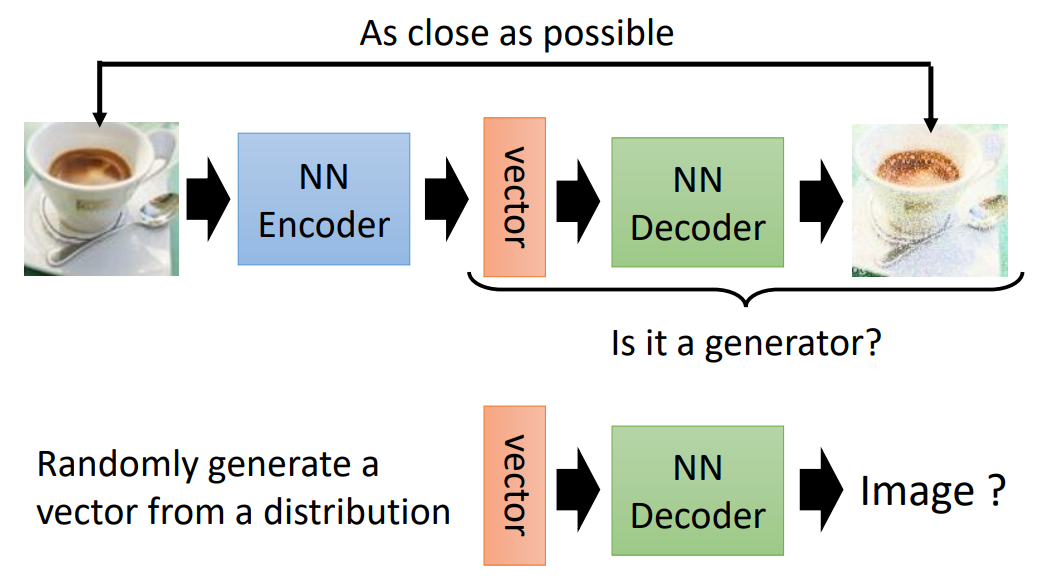 As close as possible
NN
Encoder
vector
NN
Decoder
Is it a generator?
Randomly generate a
vector from a distribution
vector
NN
Decoder
Image ?